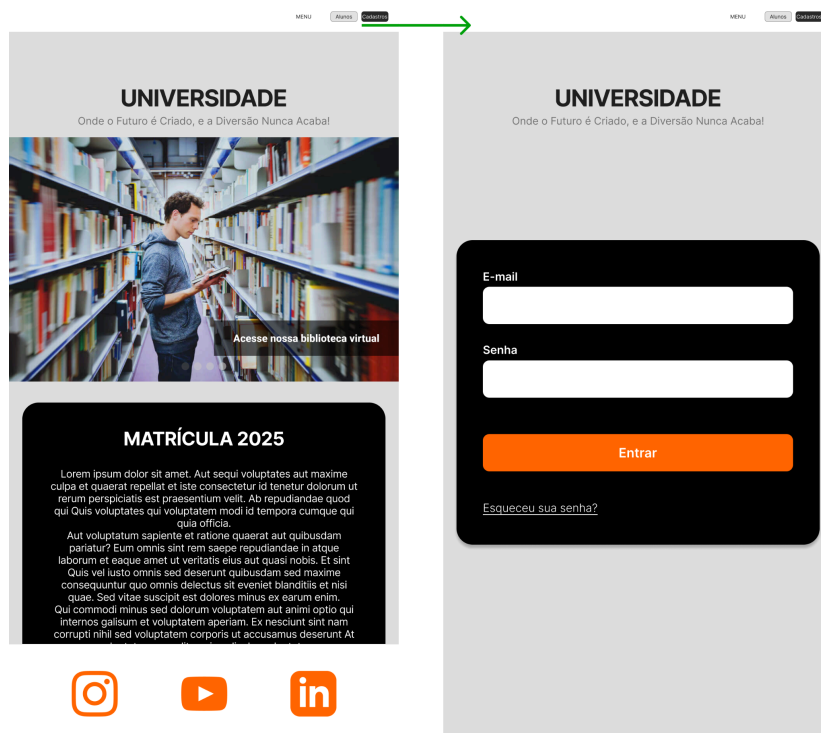 MENU
Alunos
Cadastros
UNIVERSIDADE
Onde o Futuro é Criado, e a Diversão Nunca Acaba!
Acesse nossa biblioteca virtual
MATRÍCULA 2025
Lorem ipsum dolor sit amet. Aut sequi voluptates aut maxime
culpa et quaerat repellat et iste consectetur id tenetur dolorum ut
rerum perspiciatis est praesentium velit. Ab repudiandae quod
qui Quis voluptates qui voluptatem modi id tempora cumque qui
quia officia.
Aut voluptatum sapiente et ratione quaerat aut quibusdam
pariatur? Eum omnis sint rem saepe repudiandae in atque
laborum et eaque amet ut veritatis eius aut quasi nobis. Et sint
Quis vel iusto omnis sed deserunt quibusdam sed maxime
consequuntur quo omnis delectus sit eveniet blanditiis et nisi
quae. Sed vitae suscipit est dolores minus ex earum enim.
Qui commodi minus sed dolorum voluptatem aut animi optio qui
internos galisum et voluptatem aperiam. Ex nesciunt sint nam
corrupti nihil sed voluptatem corporis ut accusamus deserunt At
in
MENU
Alunos
Cadastros
UNIVERSIDADE
Onde o Futuro é Criado, e a Diversão Nunca Acaba!
E-mail
Senha
Entrar
Esqueceu sua senha?